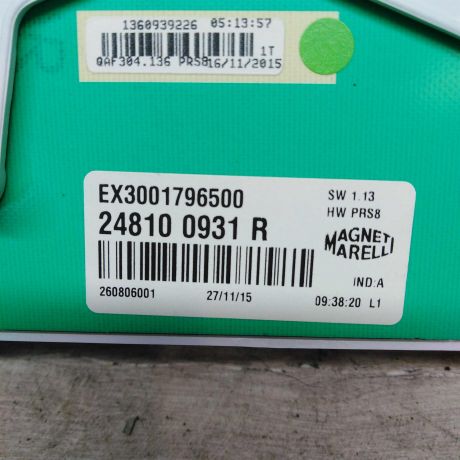 1360939226 05:13:57
1T
QAF304.136 PRS8 16/11/2015
EX3001796500
24810 0931 R
260806001 27/11/15
SW 1.13
HW PRS8
MAGNETI
MARELLI
IND:A
09:38:20 L1